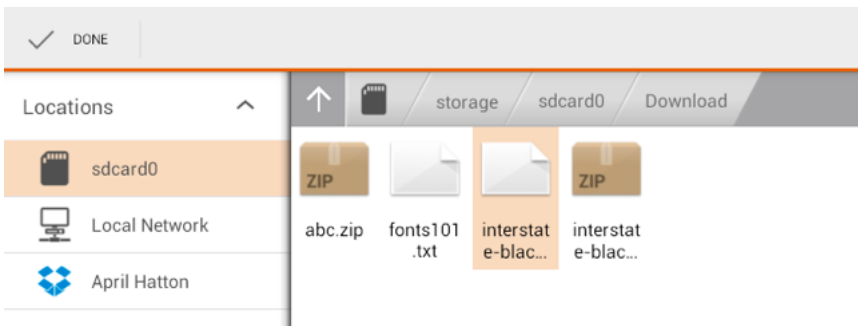 DONE
Locations
storage
sdcard0
Download
sdcard0
Local Network
April Hatton
ZIP
abc.zip
fonts101
.txt
interstat
e-blac...
ZIP
interstat
e-blac...